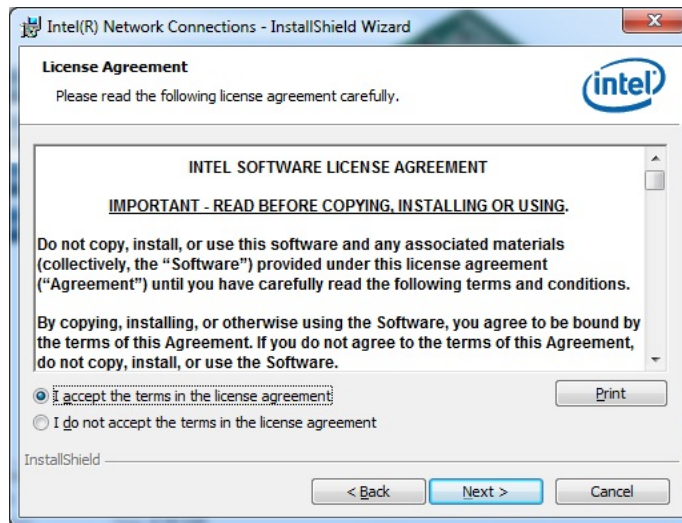 Intel(R) Network Connections - InstallShield Wizard
License Agreement
Please read the following license agreement carefully.
intel
INTEL SOFTWARE LICENSE AGREEMENT
IMPORTANT - READ BEFORE COPYING, INSTALLING OR USING.
Do not copy, install, or use this software and any associated materials
(collectively, the “Software”) provided under this license agreement
(“Agreement”) until you have carefully read the following terms and conditions.
By copying, installing, or otherwise using the Software, you agree to be bound by
the terms of this Agreement. If you do not agree to the terms of this Agreement,
do not copy, install, or use the Software.
I accept the terms in the license agreement
Print
I do not accept the terms in the license agreement
InstallShield
< Back Next > Cancel